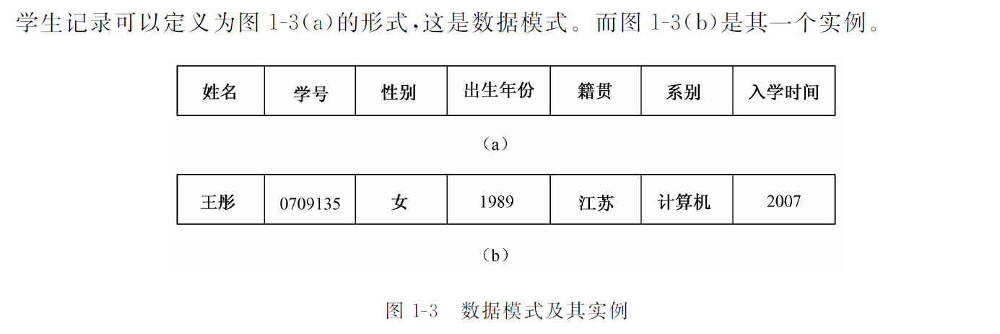 学生记录可以定义为图 1-3(a)的形式,这是数据模式。而图 1-3(b)是其一个实例。
姓名 学号 性别 出生年份 籍贯 系别 入学时间
(a)
王彤 0709135 女 1989 江苏 计算机 2007
(b)
图 1-3 数据模式及其实例